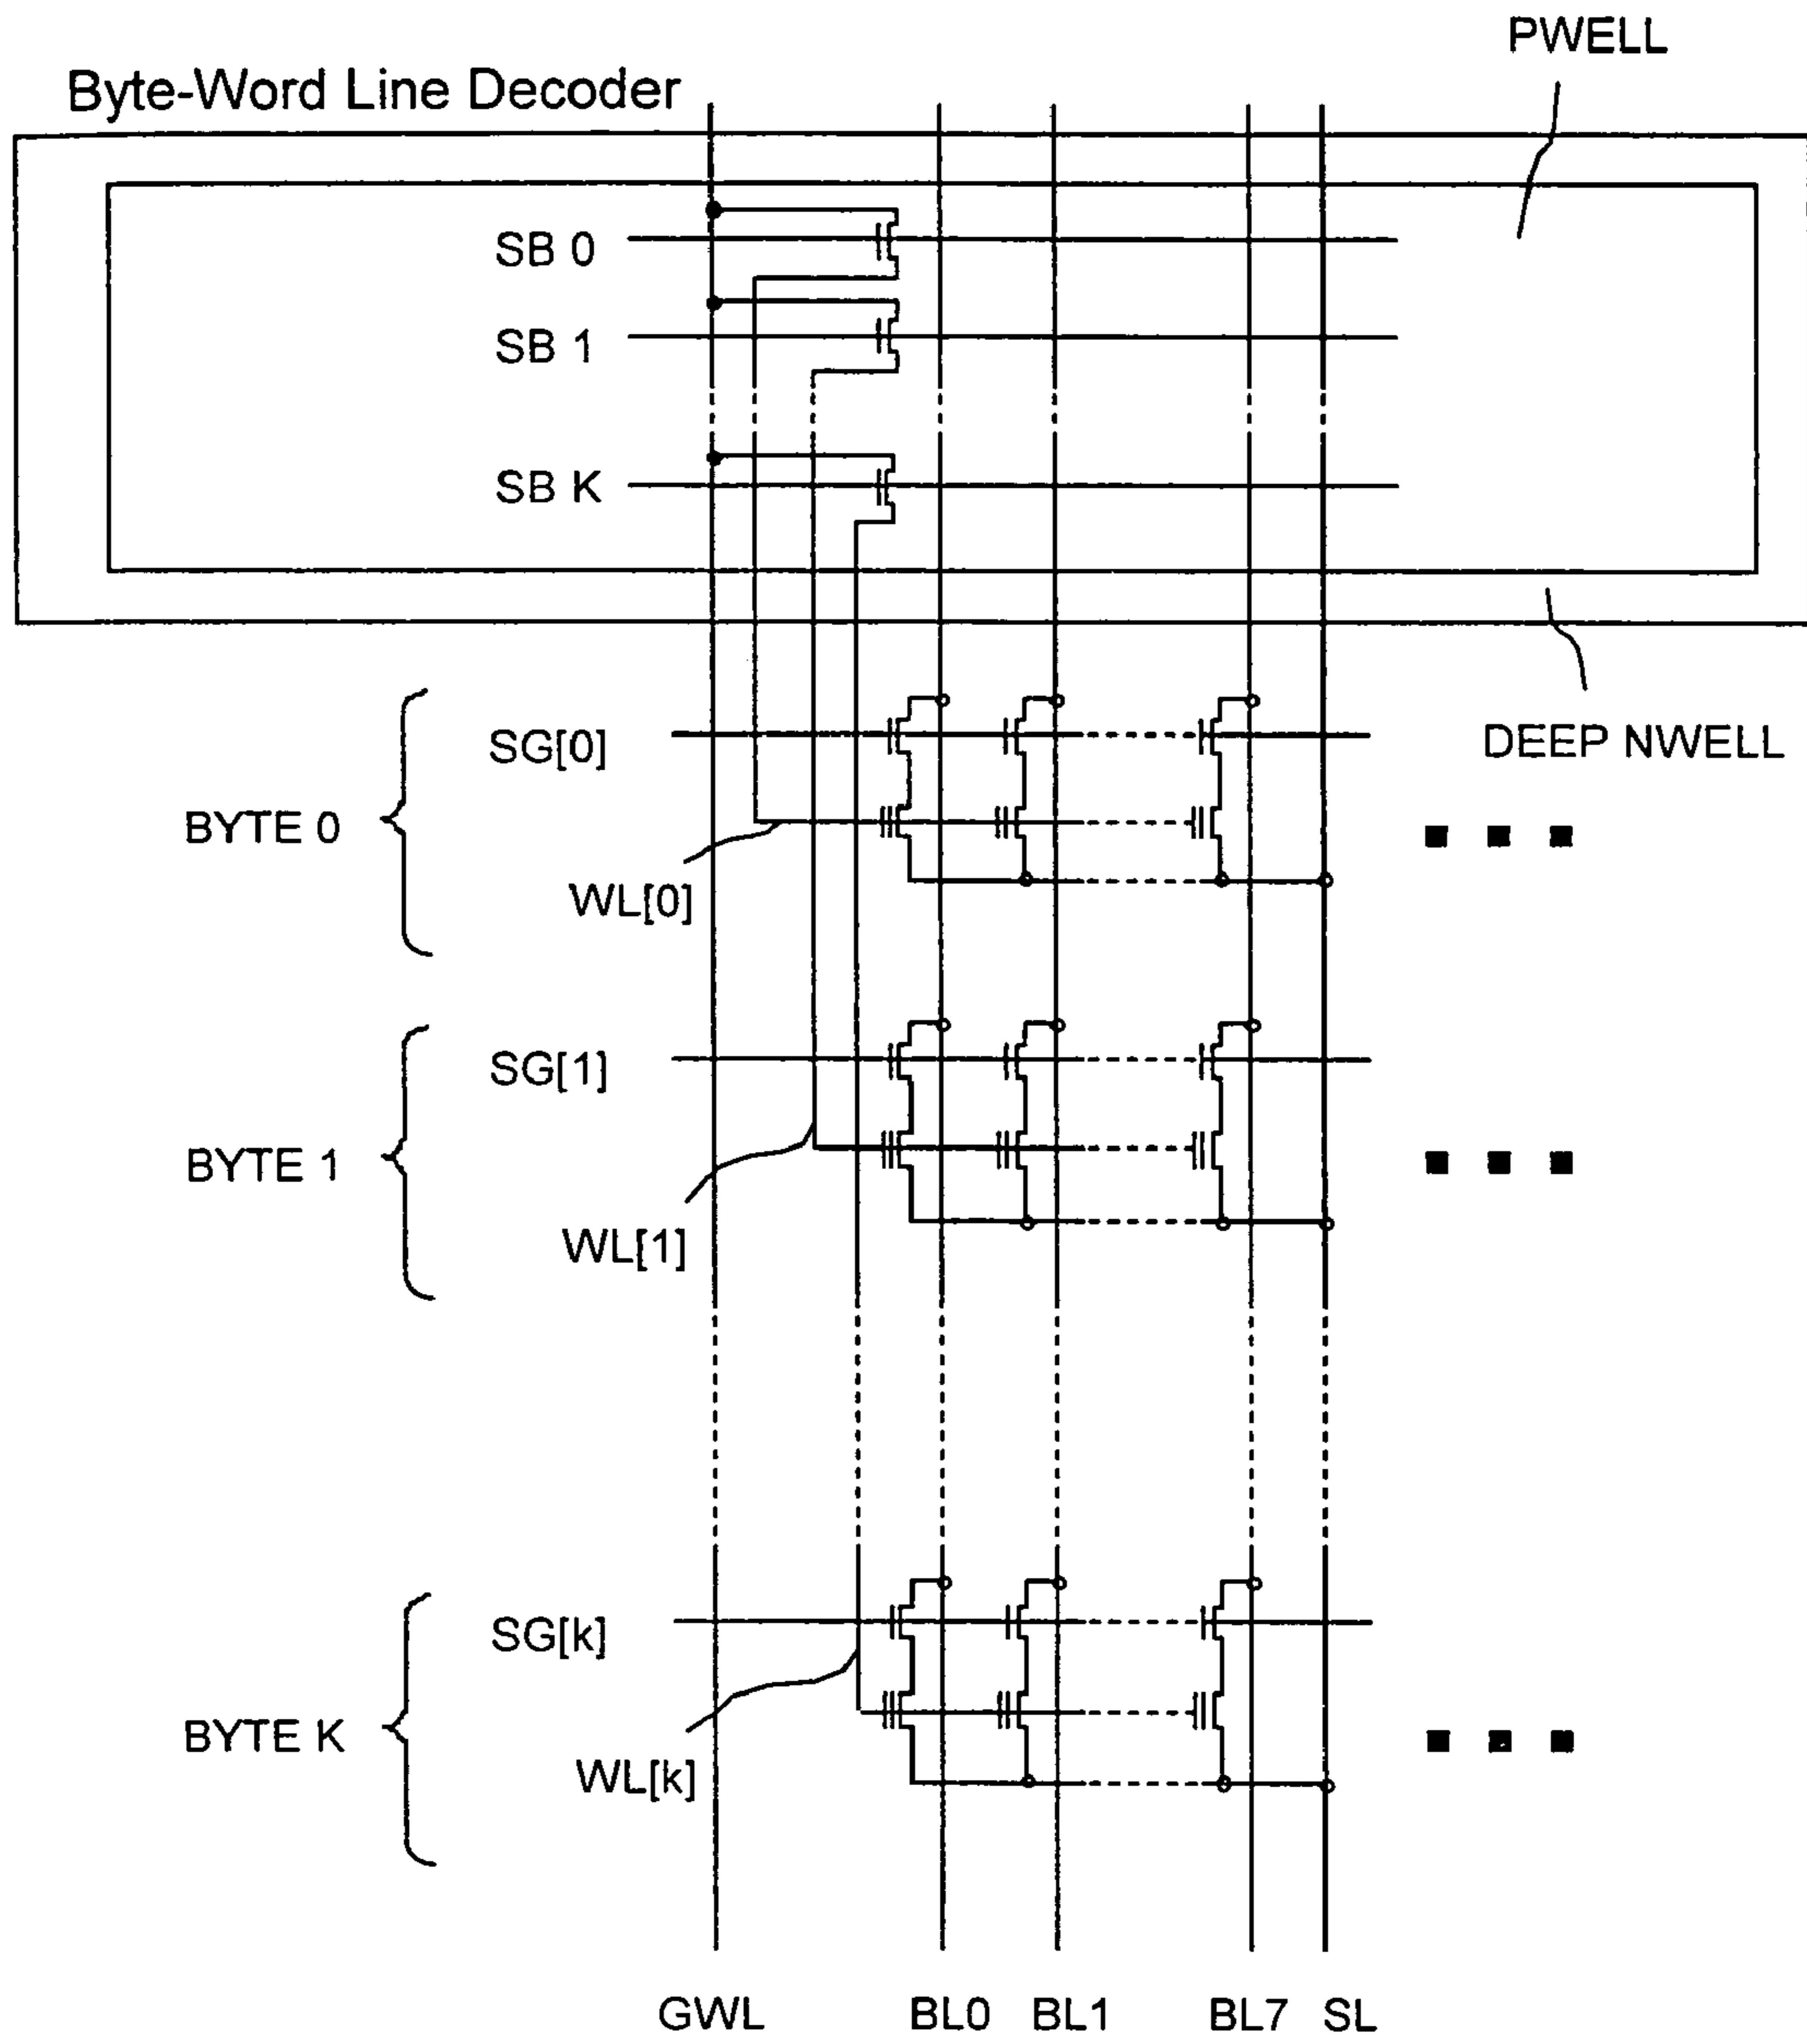 PWELL
Byte-Word Line Decoder
SB 0
SB 1
SB K
DEEP NWELL
SG[0]
BYTE 0
WL[0]
SG[1]
BYTE 1
WL[1]
SG[k]
BYTE K
WL[k]
GWL BL0 BL1 BL7 SL